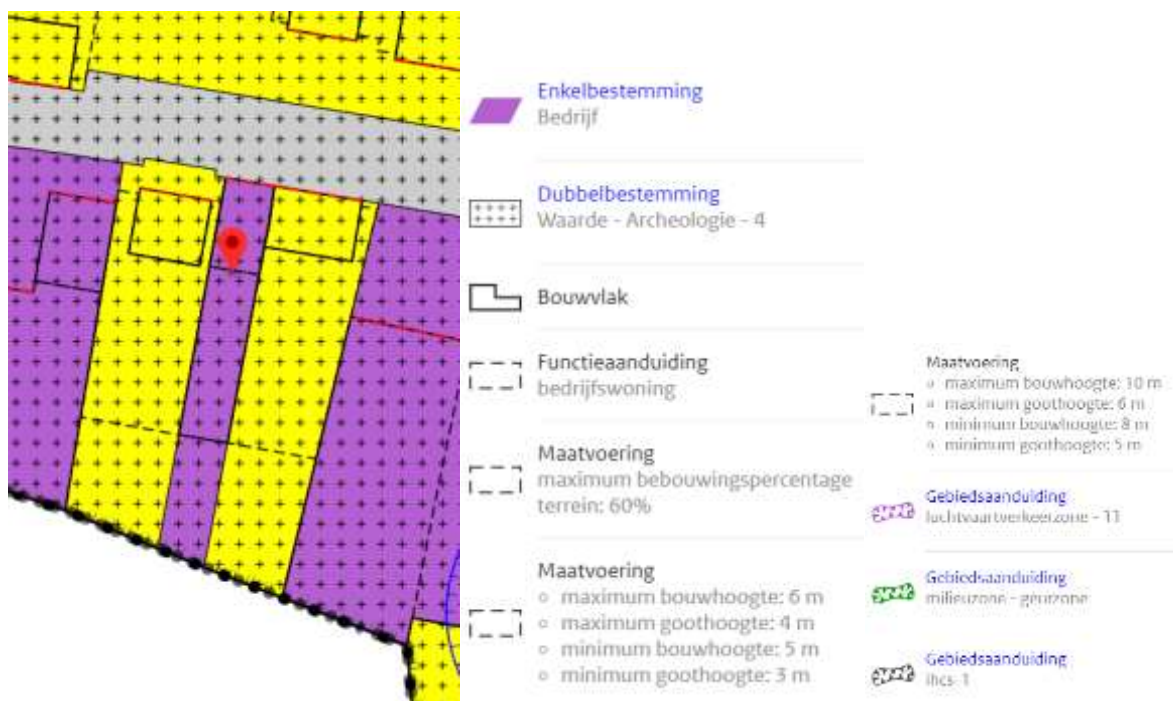 Enkelbestemming
Bedrijf
Dubbelbestemming
Waarde - Archeologie - 4
Bouwvlak
Functieaanduiding
bedrijfswoning
Maatvoering
maximum bebouwingspercentage
terrein: 60%
Maatvoering
maximum bouwhoogte: 6 m
maximum goothoogte: 4 m
minimum bouwhoogte: 5 m
minimum goothoogte: 3 m
Maatvoering
maximum bouwhoogte: 10 m
maximum goothoogte: 6 m
minimum bouwhoogte: 8 m
minimum goothoogte: 5 m
Gebiedsaanduiding
luchtvaartverkeerzone - 11
Gebiedsaanduiding
milieuzone - geurzone
Gebiedsaanduiding
ihcs-1